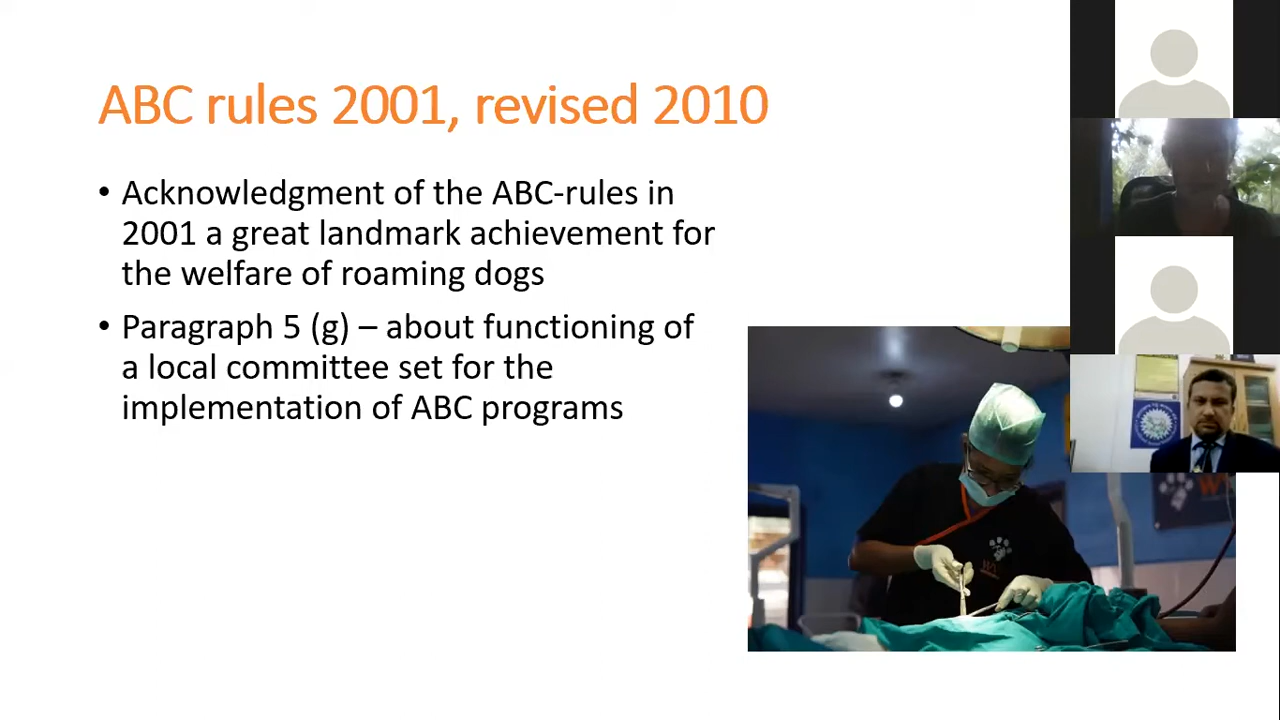 ABC rules 2001, revised 2010
• Acknowledgment of the ABC-rules in
2001 a great landmark achievement for
the welfare of roaming dogs
• Paragraph 5 (g) – about functioning of
a local committee set for the
implementation of ABC programs